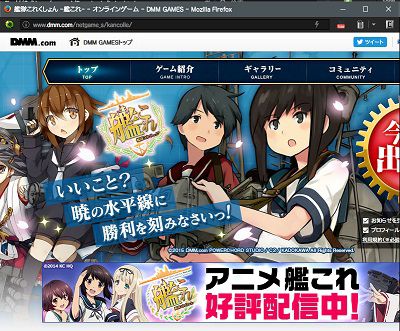 艦隊これくしょん -艦これ- - オンラインゲーム - DMM GAMES - Mozilla Firefox
www.dmm.com/netgame_s/kancolle/
DMM.com
DMM GAMESトップ
ツイート
トップ
TOP
ゲーム紹介
GAME INTRO
ギャラリー
GALLERY
コミュニティ
COMMUNITY
艦これ
今
出
いいこと?
暁の水平線に
勝利を刻みなさいっ!
お知らせを
プロフィール
利用規約
©2015 DMM.com POWERCHORD STUDIO / C2 / KADOKAWA All Rights Reserved.
©2014 KC HQ
艦これ
アニメ艦これ
好評配信中!